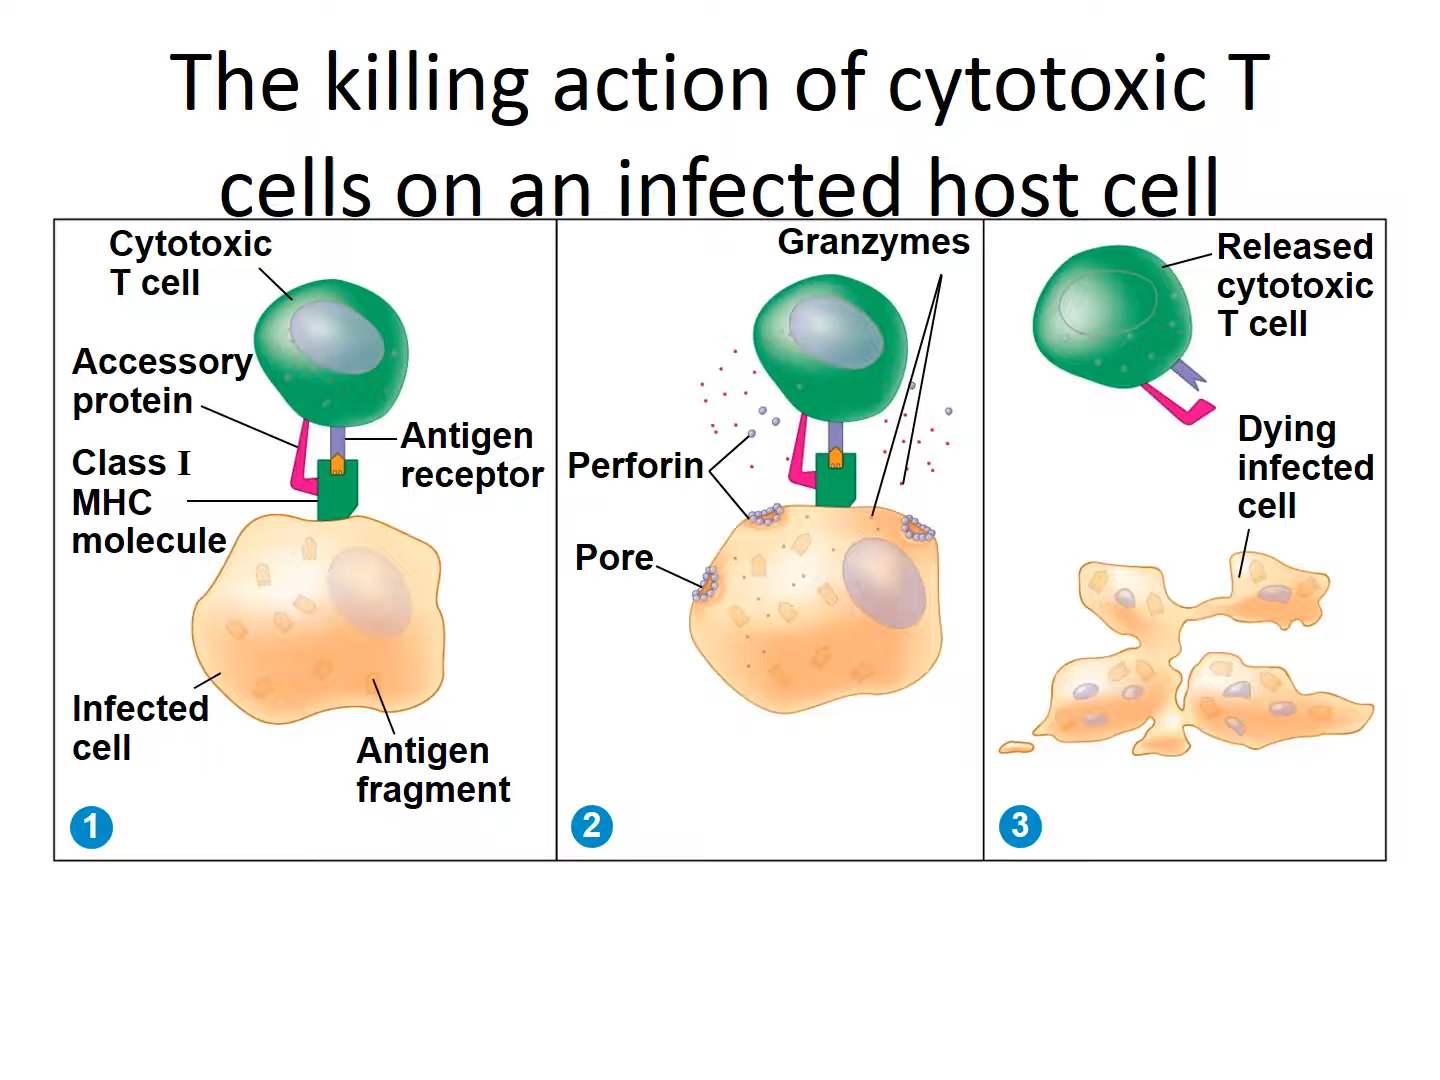 The killing action of cytotoxic T
cells on an infected host cell
Cytotoxic
T cell
Accessory
protein
Class I
MHC
molecule
Antigen
receptor
Infected
cell
Antigen
fragment
1
Granzymes
Perforin
Pore
2
Released
cytotoxic
T cell
Dying
infected
cell
3